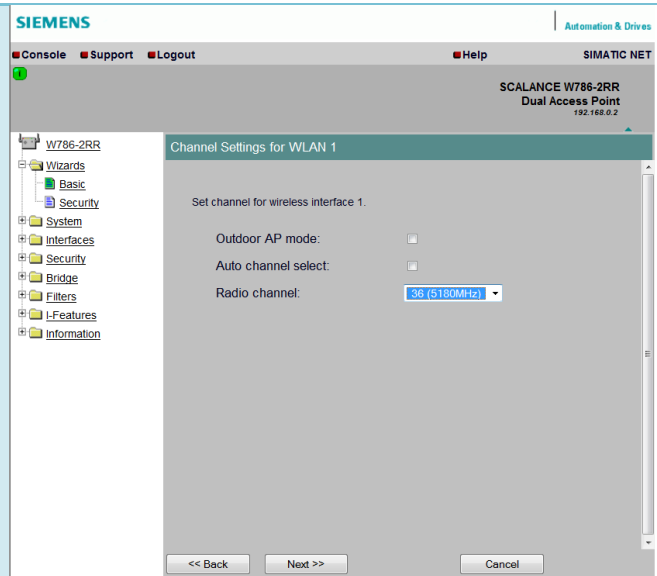 SIEMENS
Automation & Drives
Console Support Logout Help SIMATIC NET
SCALANCE W786-2RR
Dual Access Point
192.168.0.2
W786-2RR
Wizards
Basic
Security
System
Interfaces
Security
Bridge
Filters
I-Features
Information
Channel Settings for WLAN 1
Set channel for wireless interface 1.
Outdoor AP mode:
Auto channel select:
Radio channel: 36 (5180MHz)
<< Back Next >> Cancel